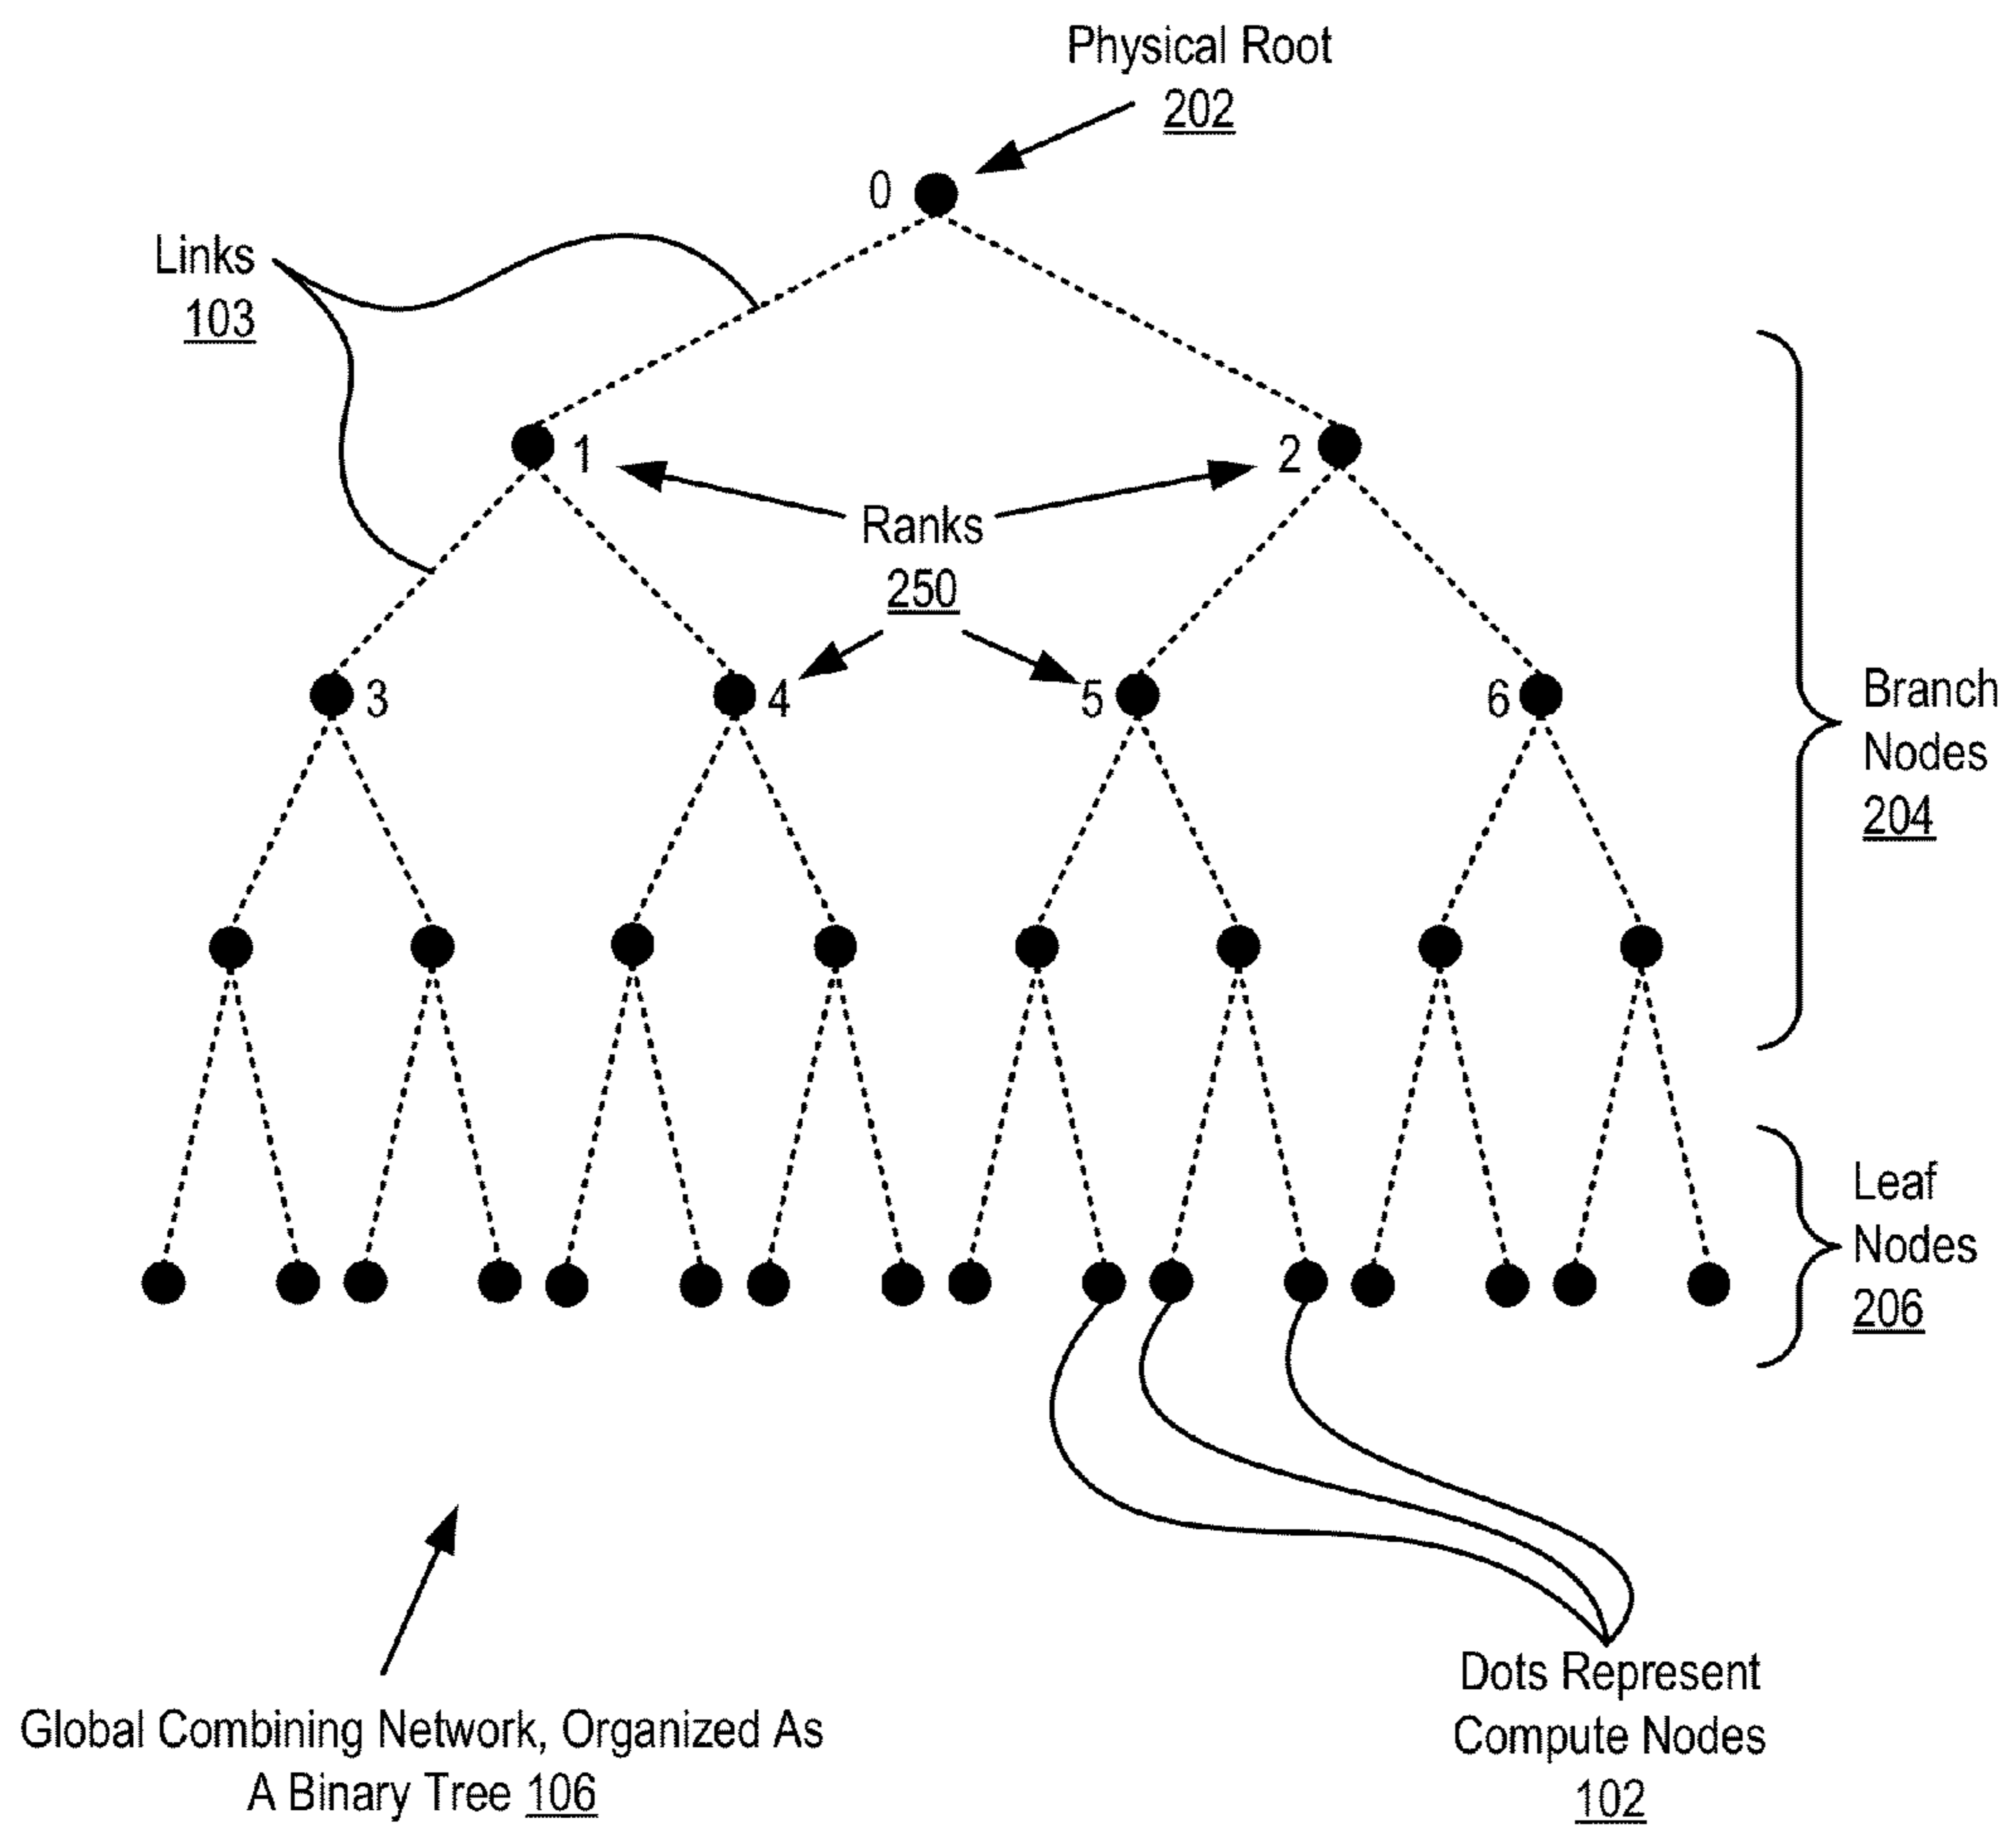 Physical Root
202
0
Links
103
1
2
Ranks
250
3
4
5
6
Branch
Nodes
204
Leaf
Nodes
206
Global Combining Network, Organized As
A Binary Tree 106
Dots Represent
Compute Nodes
102